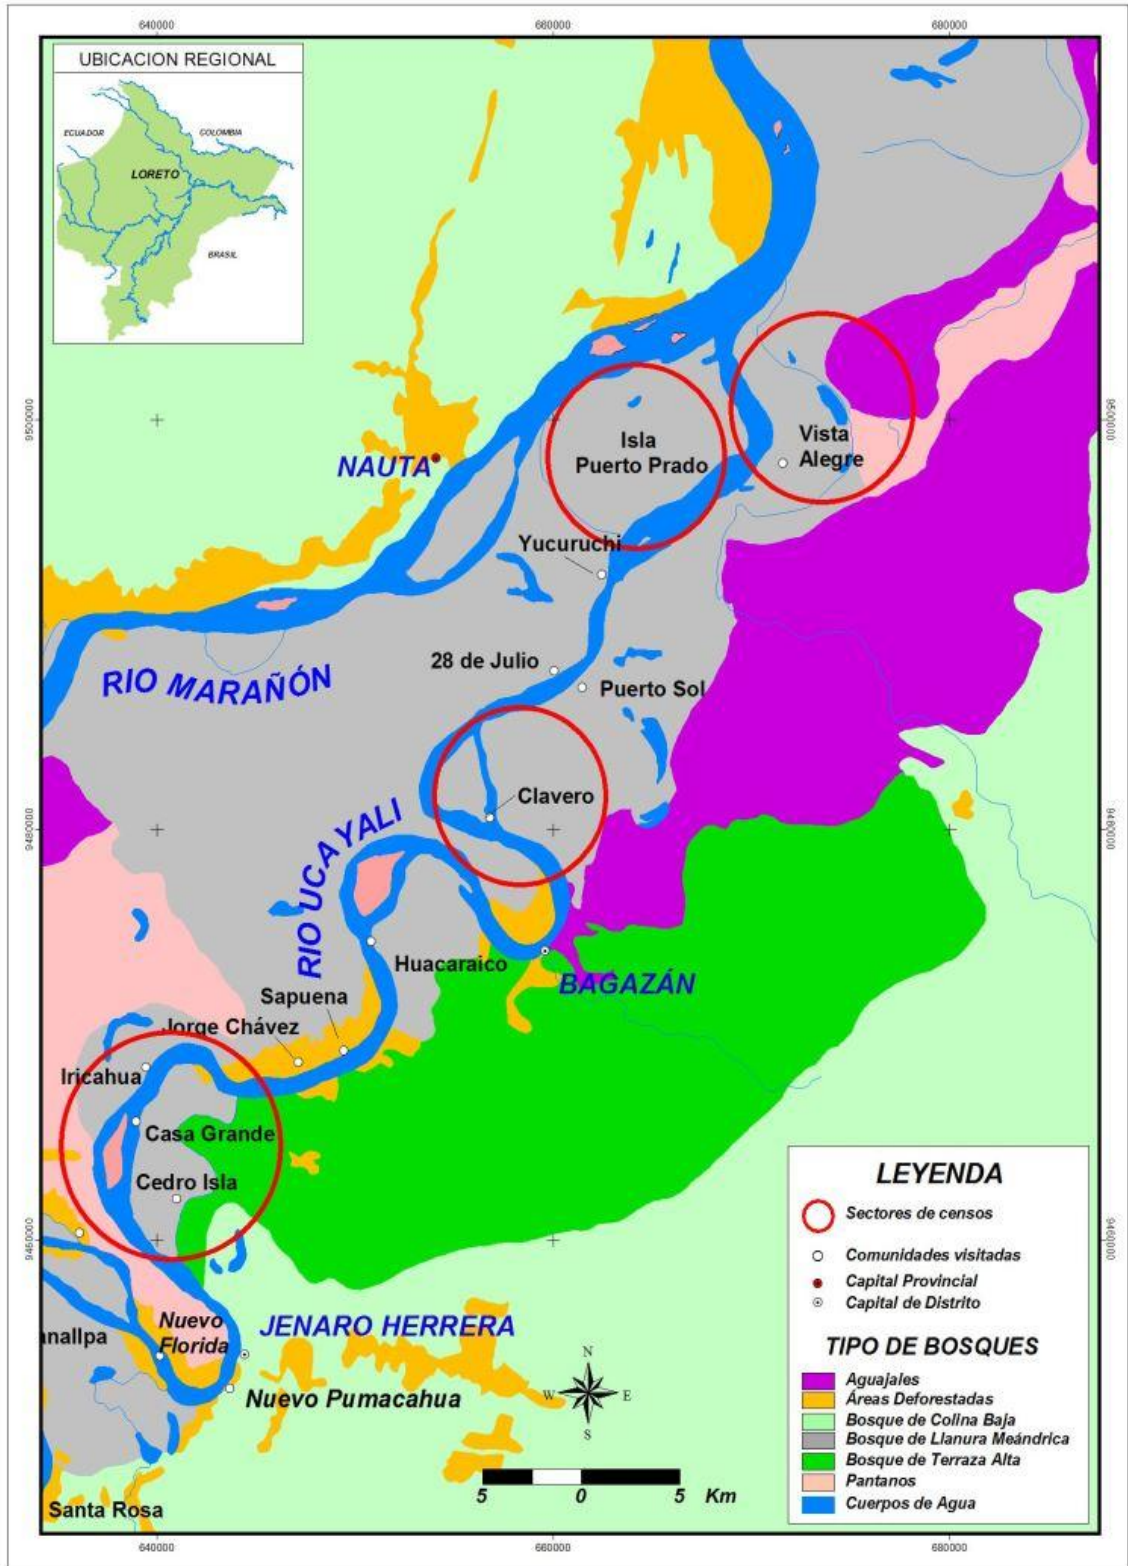 640000
660000
680000
UBICACION REGIONAL
ECUADOR
COLOMBIA
LORETO
BRASIL
9500000
9500000
Isla
Puerto Prado
Vista
Alegre
NAUTA
Yucuruchi
28 de Julio
Puerto Sol
RIO MARAÑÓN
Clavero
9480000
9480000
RIO UCAYALI
Huacaraico
BAGAZÁN
Sapuena
Jorge Chávez
Iricahua
Casa Grande
Cedro Isla
9460000
9460000
Nuevo
Florida
JENARO HERRERA
anallpa
Nuevo Pumacahua
N
W
E
S
5
0
5
Km
Santa Rosa
LEYENDA
Sectores de censos
Comunidades visitadas
Capital Provincial
Capital de Distrito
TIPO DE BOSQUES
Aguajales
Áreas Deforestadas
Bosque de Colina Baja
Bosque de Llanura Meándrica
Bosque de Terraza Alta
Pantanos
Cuerpos de Agua
640000
660000
680000